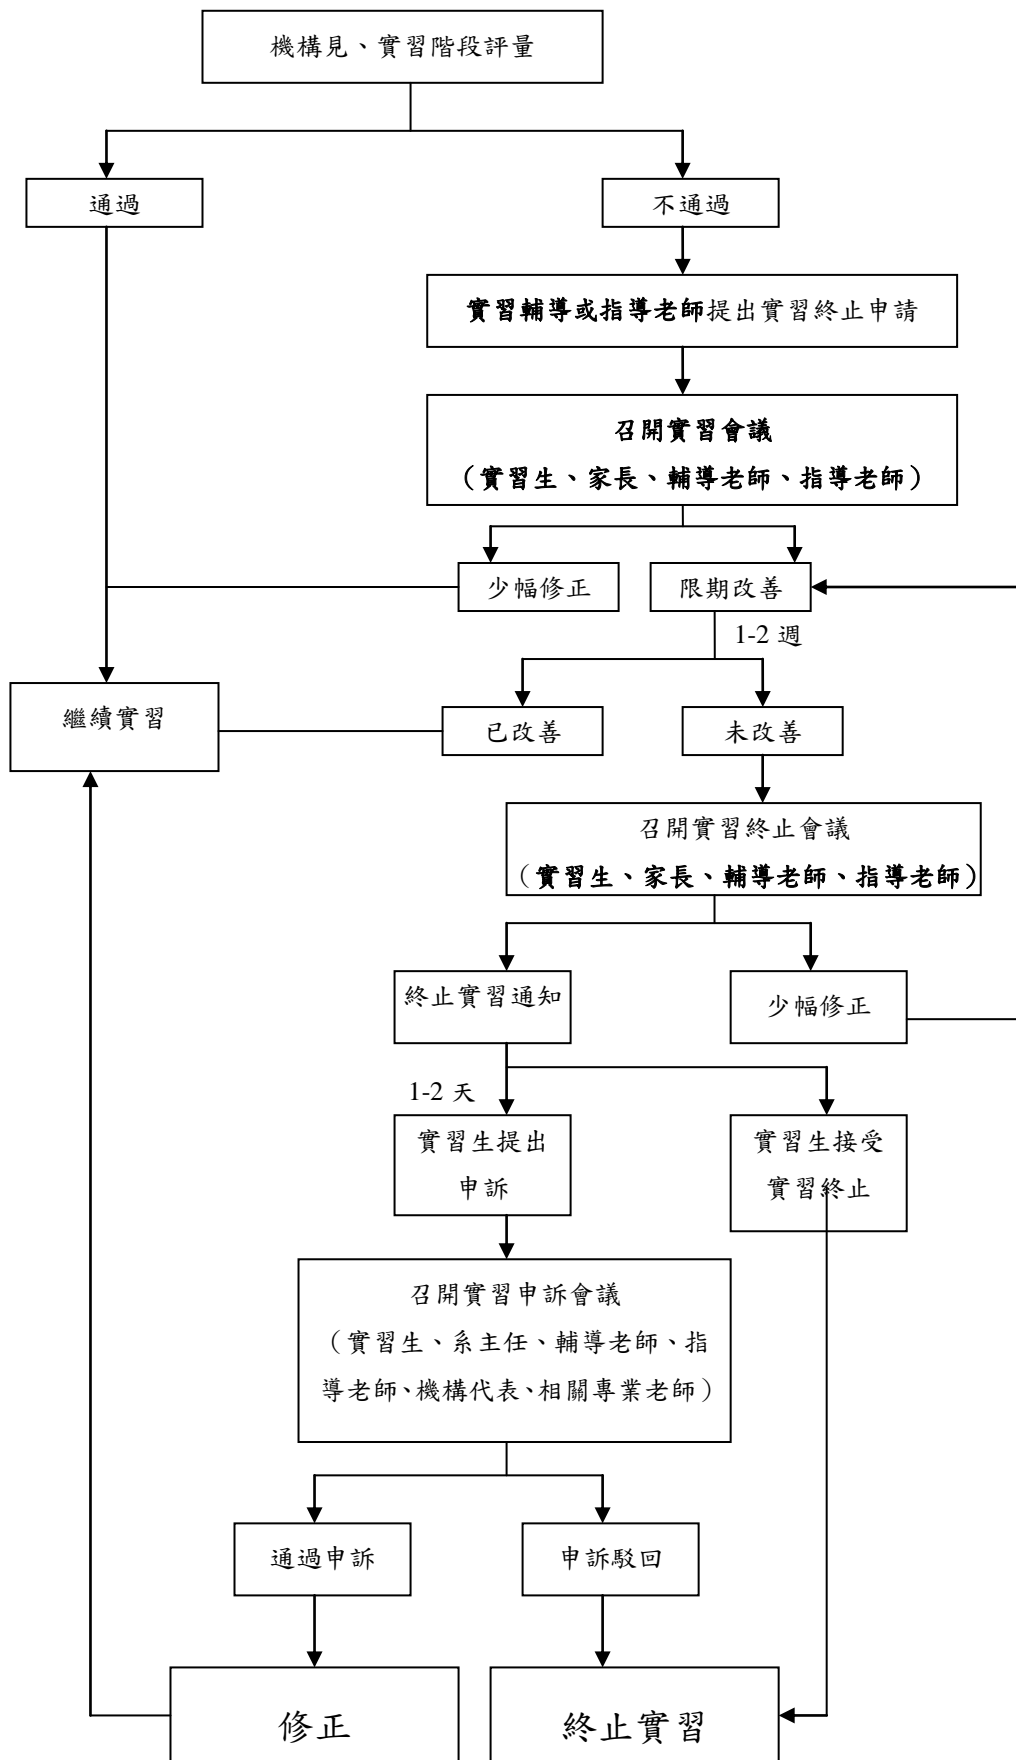 機構見、實習階段評量
通過
不通過
實習輔導或指導老師提出實習終止申請
召開實習會議
（實習生、家長、輔導老師、指導老師）
少幅修正
限期改善
1-2 週
繼續實習
已改善
未改善
召開實習終止會議
（實習生、家長、輔導老師、指導老師）
終止實習通知
少幅修正
1-2 天
實習生提出
申訴
實習生接受
實習終止
召開實習申訴會議
（實習生、系主任、輔導老師、指
導老師、機構代表、相關專業老師）
通過申訴
申訴駁回
修正
終止實習